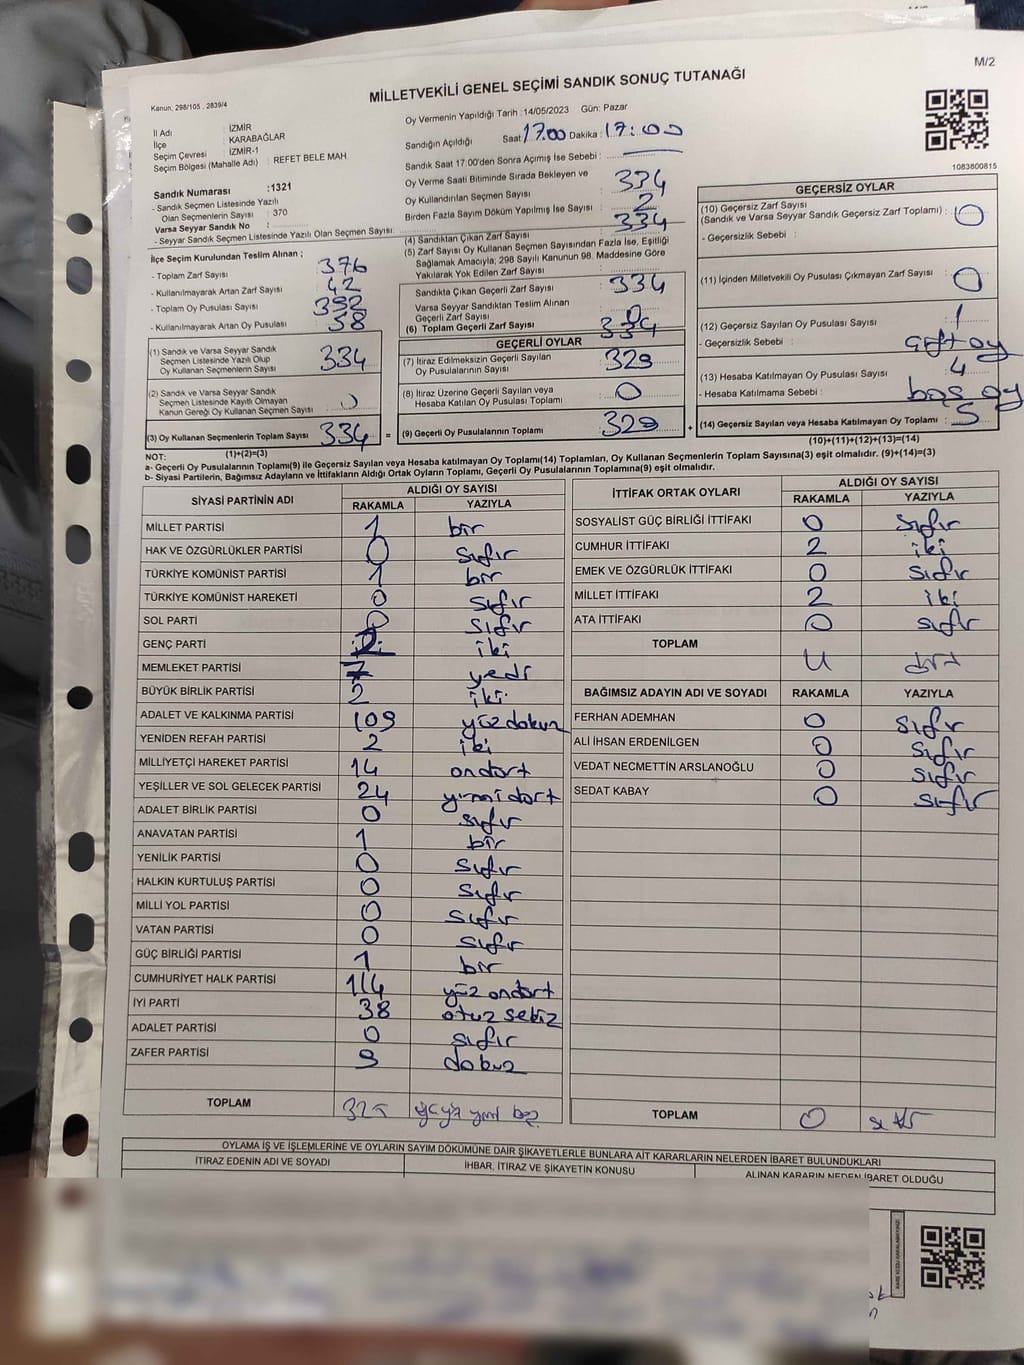 M/2
MİLLETVEKİLİ GENEL SEÇİMİ SANDIK SONUÇ TUTANAĞI
Kanun: 298/105 , 2839/4
Oy Vermenin Yapıldığı Tarih : 14/05/2023 Gün: Pazar
İl Adı : İZMİR
İlçe : KARABAĞLAR
Seçim Çevresi : İZMİR-1
Seçim Bölgesi (Mahalle Adı) : REFET BELE MAH.
Sandığın Açıldığı Saat 17.00 Dakika : 17:00
Sandık Saat 17:00'den Sonra Açımış İse Sebebi :
Oy Verme Saati Bitiminde Sırada Bekleyen ve
Oy Kullandırılan Seçmen Sayısı : 334
Birden Fazla Sayım Döküm Yapılmış İse Sayısı : 2
1083800815
Sandık Numarası : 1321
- Sandık Seçmen Listesinde Yazılı
Olan Seçmenlerin Sayısı : 370
Varsa Seyyar Sandık No :
- Seyyar Sandık Seçmen Listesinde Yazılı Olan Seçmen Sayısı:
İlçe Seçim Kurulundan Teslim Alınan ;
- Toplam Zarf Sayısı : 376
- Kullanılmayarak Artan Zarf Sayısı : 42
- Toplam Oy Pusulası Sayısı : 392
- Kullanılmayarak Artan Oy Pusulası : 58
(4) Sandıktan Çıkan Zarf Sayısı : 334
(5) Zarf Sayısı Oy Kullanan Seçmen Sayısından Fazla İse, Eşitliği
Sağlamak Amacıyla; 298 Sayılı Kanunun 98. Maddesine Göre
Yakılarak Yok Edilen Zarf Sayısı :
Sandıkta Çıkan Geçerli Zarf Sayısı : 334
Varsa Seyyar Sandıktan Teslim Alınan
Geçerli Zarf Sayısı : 0
(6) Toplam Geçerli Zarf Sayısı : 334
GEÇERSİZ OYLAR
(10) Geçersiz Zarf Sayısı
(Sandık ve Varsa Seyyar Sandık Geçersiz Zarf Toplamı) : 0
- Geçersizlik Sebebi :
(11) İçinden Milletvekili Oy Pusulası Çıkmayan Zarf Sayısı : 0
(12) Geçersiz Sayılan Oy Pusulası Sayısı : 1
- Geçersizlik Sebebi : Çift oy
(13) Hesaba Katılmayan Oy Pusulası Sayısı : 4
- Hesaba Katılmama Sebebi : boş oy
(14) Geçersiz Sayılan veya Hesaba Katılmayan Oy Toplamı : 5
(10)+(11)+(12)+(13)=(14)
(1) Sandık ve Varsa Seyyar
Sandık Seçmen Listesinde Yazılı Olup
Oy Kullanan Seçmenlerin Sayısı : 334
(2) Sandık ve Varsa Seyyar Sandık
Seçmen Listesinde Kayıtlı Olmayan
Kanun Gereği Oy Kullanan Seçmen Sayısı : 0
(3) Oy Kullanan Seçmenlerin Toplam Sayısı 334 =
(1)+(2)=(3)
GEÇERLİ OYLAR
(7) İtiraz Edilmeksizin Geçerli Sayılan
Oy Pusulalarının Sayısı : 329
(8) İtiraz Üzerine Geçerli Sayılan veya
Hesaba Katılan Oy Pusulası Toplamı : 0
(9) Geçerli Oy Pusulalarının Toplamı : 329 +
NOT:
a- Geçerli Oy Pusulalarının Toplamı(9) ile Geçersiz Sayılan veya Hesaba katılmayan Oy Toplamı(14) Toplamları, Oy Kullanan Seçmenlerin Toplam Sayısına(3) eşit olmalıdır. (9)+(14)=(3)
b- Siyasi Partilerin, Bağımsız Adayların ve İttifakların Aldığı Ortak Oyların Toplamı, Geçerli Oy Pusulalarının Toplamına(9) eşit olmalıdır.
SİYASİ PARTİNİN ADI ALDIĞI OY SAYISI
RAKAMLA YAZIYLA
MİLLET PARTİSİ 1 bir
HAK VE ÖZGÜRLÜKLER PARTİSİ 0 sıfır
TÜRKİYE KOMÜNİST PARTİSİ 1 bir
TÜRKİYE KOMÜNİST HAREKETİ 0 sıfır
SOL PARTİ 0 sıfır
GENÇ PARTİ 2 iki
MEMLEKET PARTİSİ 7 yedi
BÜYÜK BİRLİK PARTİSİ 2 iki
ADALET VE KALKINMA PARTİSİ 109 yüzdokuz
YENİDEN REFAH PARTİSİ 2 iki
MİLLİYETÇİ HAREKET PARTİSİ 14 ondört
YEŞİLLER VE SOL GELECEK PARTİSİ 24 yirmidört
ADALET BİRLİK PARTİSİ 0 sıfır
ANAVATAN PARTİSİ 1 bir
YENİLİK PARTİSİ 0 sıfır
HALKIN KURTULUŞ PARTİSİ 0 sıfır
MİLLİ YOL PARTİSİ 0 sıfır
VATAN PARTİSİ 0 sıfır
GÜÇ BİRLİĞİ PARTİSİ 1 bir
CUMHURİYET HALK PARTİSİ 114 yüz ondört
İYİ PARTİ 38 otuz sekiz
ADALET PARTİSİ 0 sıfır
ZAFER PARTİSİ 9 dokuz
TOPLAM 325 üçyüz yirmi beş
İTTİFAK ORTAK OYLARI ALDIĞI OY SAYISI
RAKAMLA YAZIYLA
SOSYALİST GÜÇ BİRLİĞİ İTTİFAKI 0 sıfır
CUMHUR İTTİFAKI 2 iki
EMEK VE ÖZGÜRLÜK İTTİFAKI 0 sıfır
MİLLET İTTİFAKI 2 iki
ATA İTTİFAKI 0 sıfır
TOPLAM 4 dört
BAĞIMSIZ ADAYIN ADI VE SOYADI RAKAMLA YAZIYLA
FERHAN ADEMHAN 0 sıfır
ALİ İHSAN ERDENİLGEN 0 sıfır
VEDAT NECMETTİN ARSLANOĞLU 0 sıfır
SEDAT KABAY 0 sıfır
TOPLAM 0 sıfır
OYLAMA İŞ VE İŞLEMLERİNE VE OYLARIN SAYIM DÖKÜMÜNE DAİR ŞİKAYETLERLE BUNLARA AİT KARARLARIN NELERDEN İBARET BULUNDUKLARI
İTİRAZ EDENİN ADI VE SOYADI İHBAR, İTİRAZ VE ŞİKAYETİN KONUSU ALINAN KARARIN NEDEN İBARET OLDUĞU